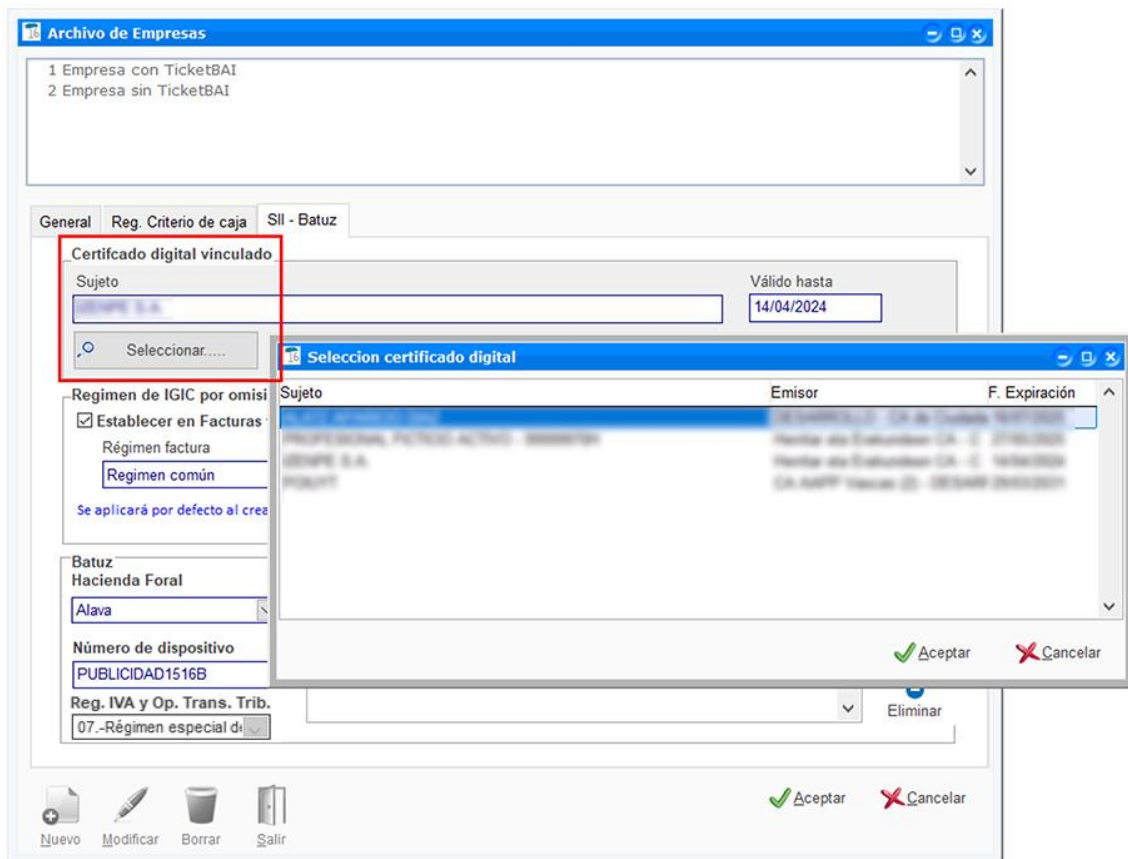 Archivo de Empresas
1 Empresa con TicketBAI
2 Empresa sin TicketBAI
General Reg. Criterio de caja SII - Batuz
Certifcado digital vinculado
Sujeto Válido hasta
IZENPE S.A. 14/04/2024
Seleccionar.....
Seleccion certificado digital
Sujeto Emisor F. Expiración
IZENPE S.A.
Regimen de IGIC por omisi
Establecer en Facturas
Régimen factura
Regimen común
Se aplicará por defecto al crea
Batuz
Hacienda Foral
Alava
Número de dispositivo
PUBLICIDAD1516B
Aceptar Cancelar
Reg. IVA y Op. Trans. Trib.
07.-Régimen especial de
Eliminar
Aceptar Cancelar
Nuevo Modificar Borrar Salir